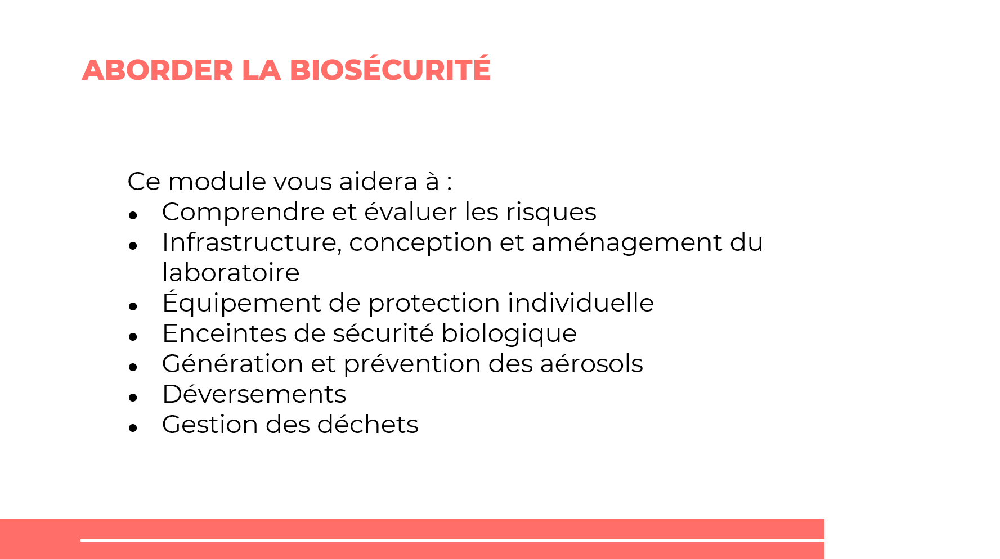 ABORDER LA BIOSÉCURITÉ
Ce module vous aidera à :
● Comprendre et évaluer les risques
● Infrastructure, conception et aménagement du
laboratoire
● Équipement de protection individuelle
● Enceintes de sécurité biologique
● Génération et prévention des aérosols
● Déversements
● Gestion des déchets